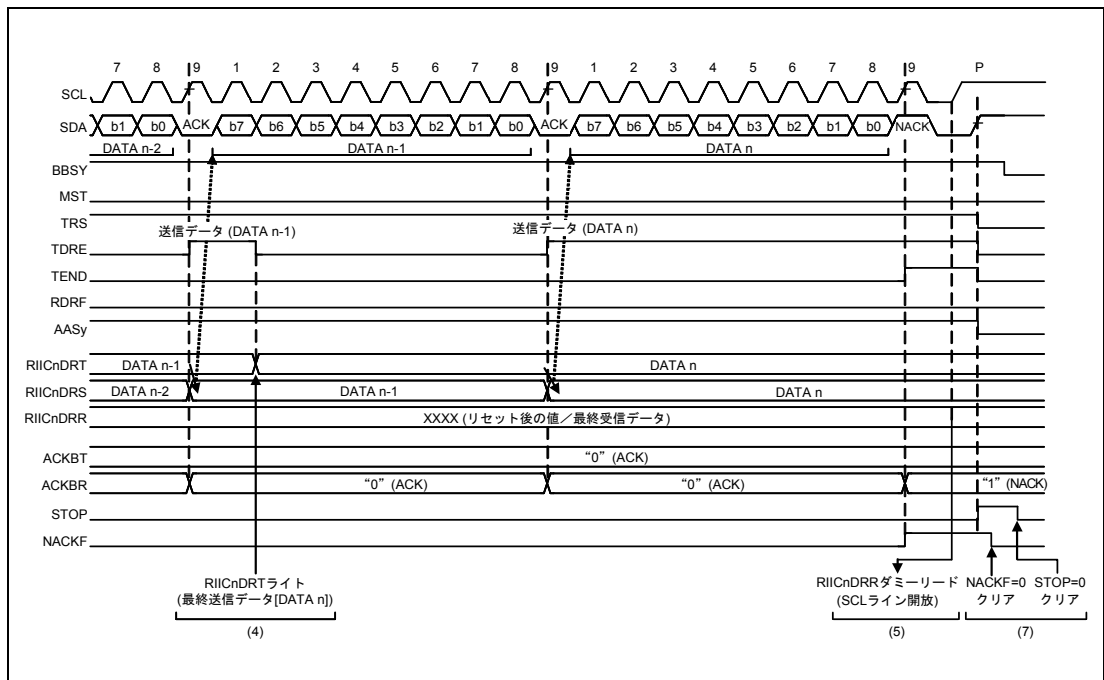 7 8 9 1 2 3 4 5 6 7 8 9 1 2 3 4 5 6 7 8 9 P
SCL
SDA b1 b0 ACK b7 b6 b5 b4 b3 b2 b1 b0 ACK b7 b6 b5 b4 b3 b2 b1 b0 NACK
DATA n-2 DATA n-1 DATA n
BBSY
MST
TRS
送信データ (DATA n-1) 送信データ (DATA n)
TDRE
TEND
RDRF
AASy
RIICnDRT DATA n-1 DATA n
RIICnDRS DATA n-2 DATA n-1 DATA n
RIICnDRR XXXX (リセット後の値／最終受信データ)
ACKBT "0" (ACK)
ACKBR "0" (ACK) "0" (ACK) "1" (NACK)
STOP
NACKF
RIICnDRTライト RIICnDRRダミーリード NACKF=0 STOP=0
(最終送信データ[DATA n]) (SCLライン開放) クリア クリア
(4) (5) (7)